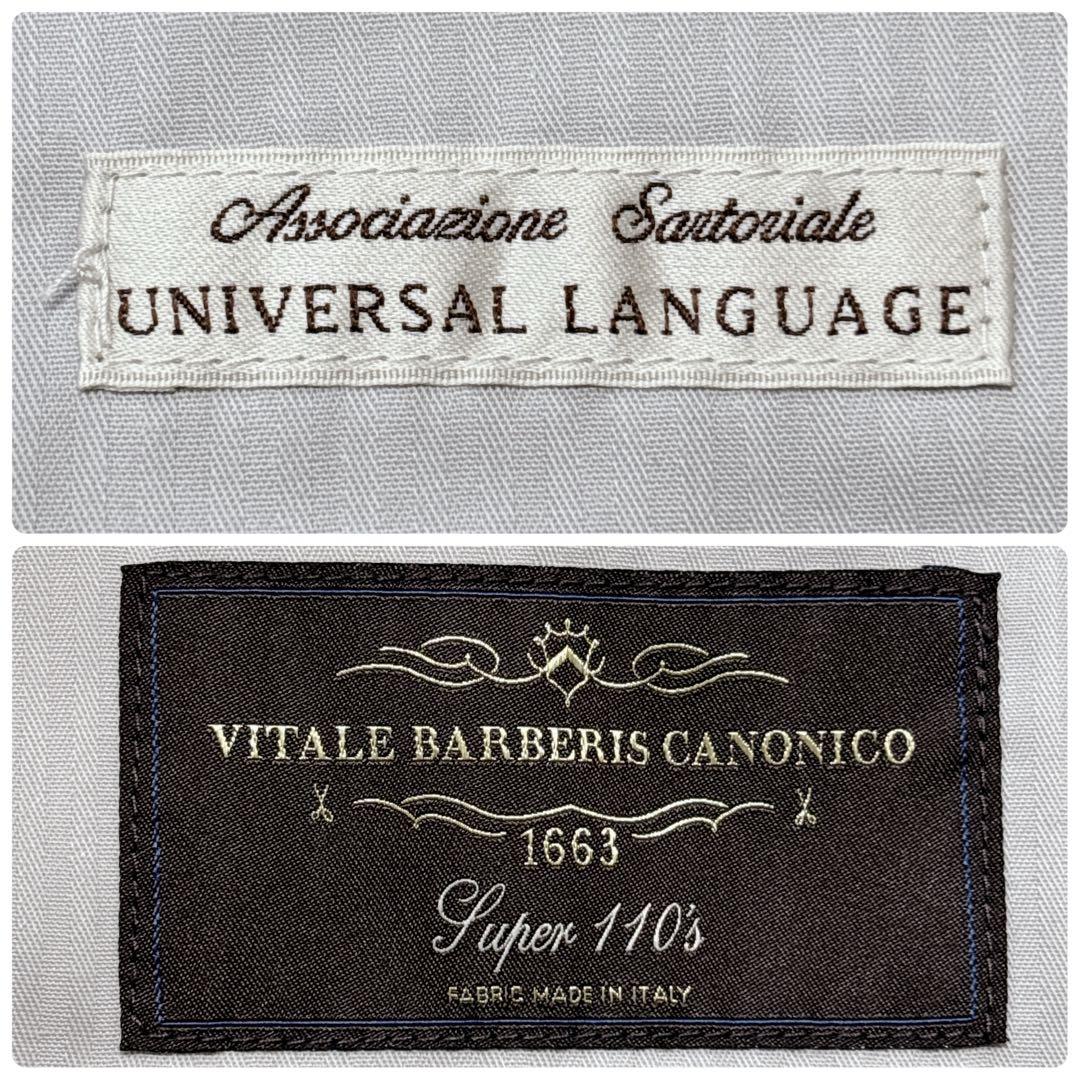 Associazione Sartoriale
UNIVERSAL LANGUAGE
VITALE BARBERIS CANONICO
1663
Super 110's
FABRIC MADE IN ITALY